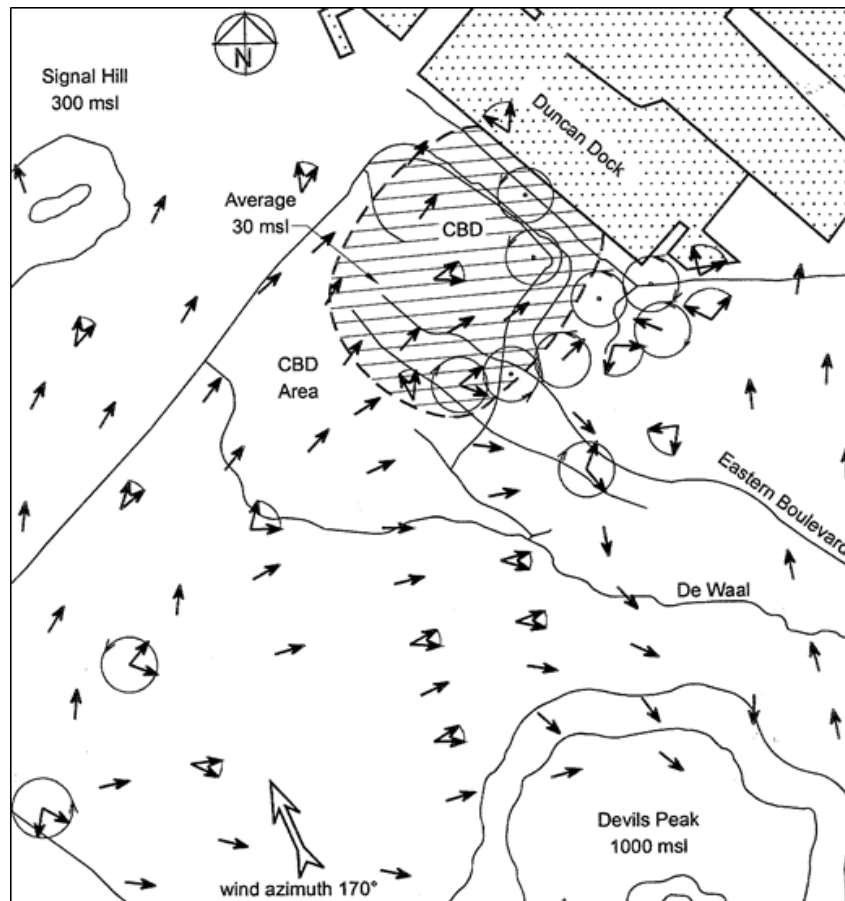 N
Signal Hill
300 msl
Duncan Dock
Average
30 msl
CBD
CBD
Area
Eastern Boulevard
De Waal
Devils Peak
1000 msl
wind azimuth 170°